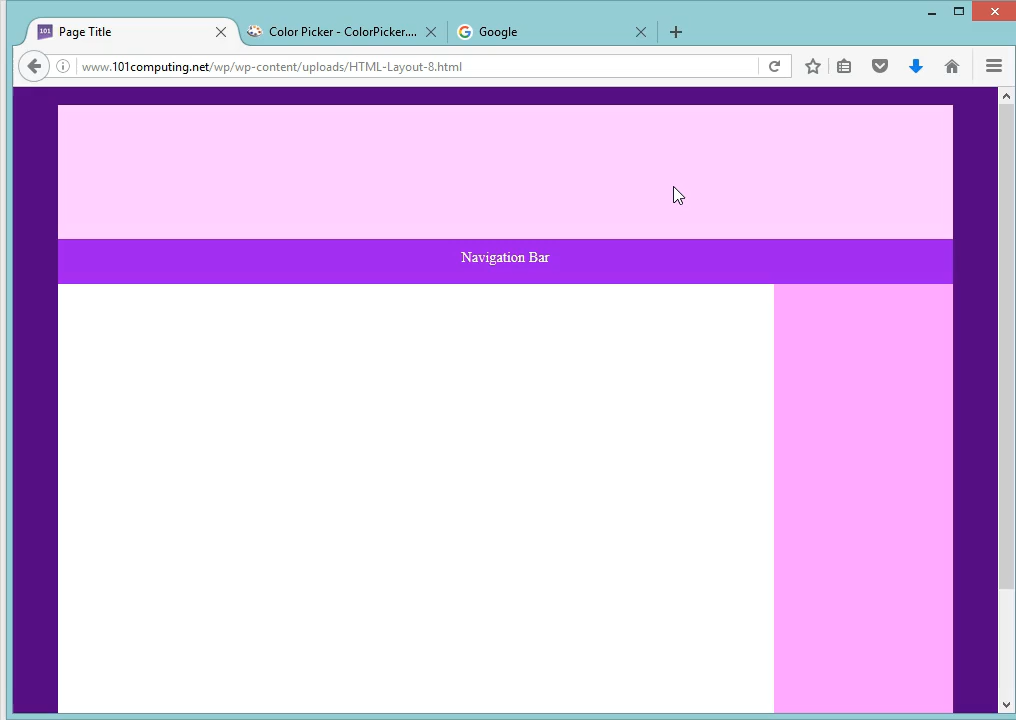 101 Page Title
Color Picker - ColorPicker....
Google
www.101computing.net/wp/wp-content/uploads/HTML-Layout-8.html
Navigation Bar